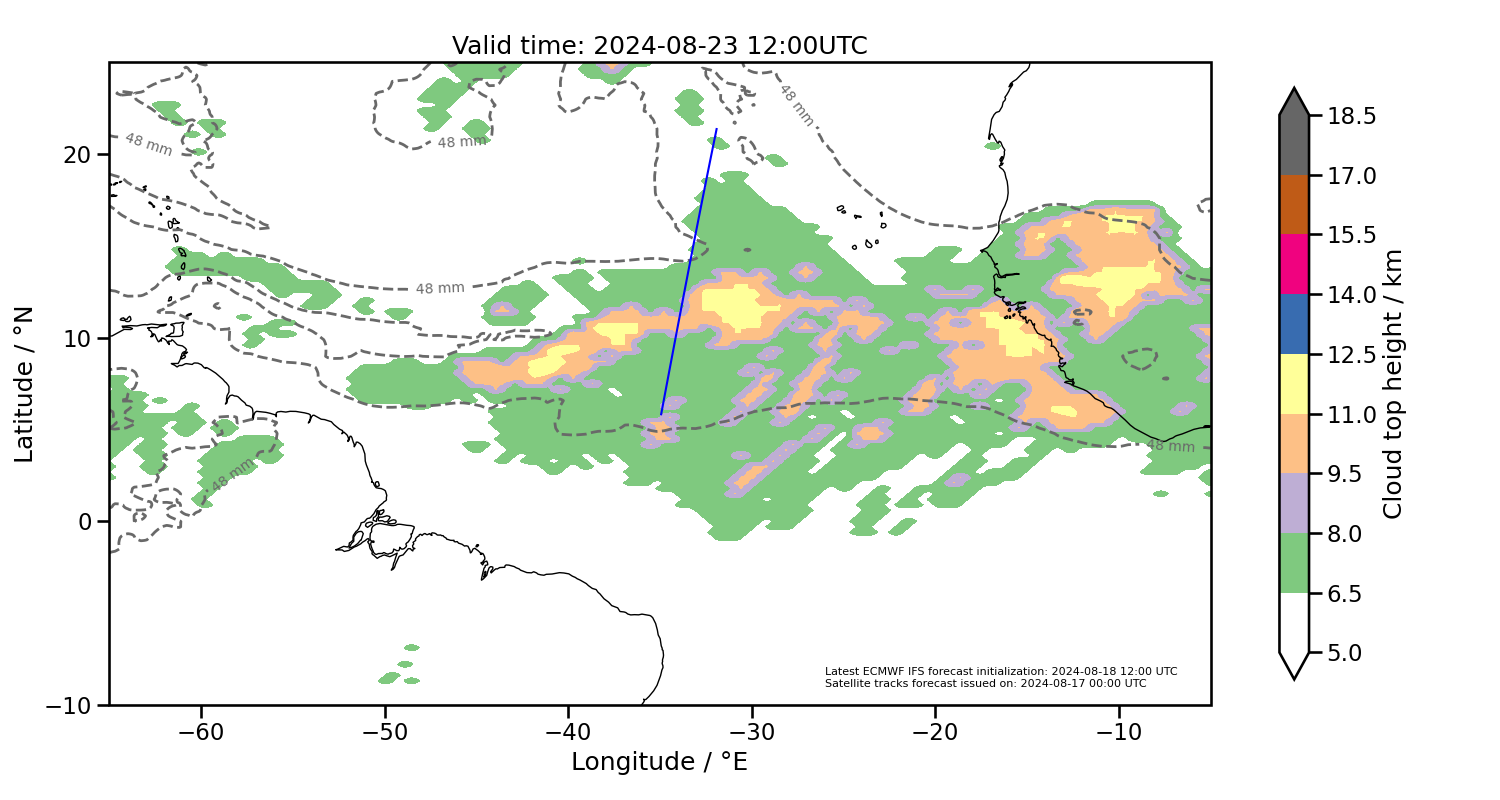 Valid time: 2024-08-23 12:00UTC
48 mm
48 mm
48 mm
48 mm
48 mm
48 mm
Latest ECMWF IFS forecast initialization: 2024-08-18 12:00 UTC
Satellite tracks forecast issued on: 2024-08-17 00:00 UTC
20
10
0
−10
Latitude / °N
−60
−50
−40
−30
−20
−10
Longitude / °E
18.5
17.0
15.5
14.0
12.5
11.0
9.5
8.0
6.5
5.0
Cloud top height / km